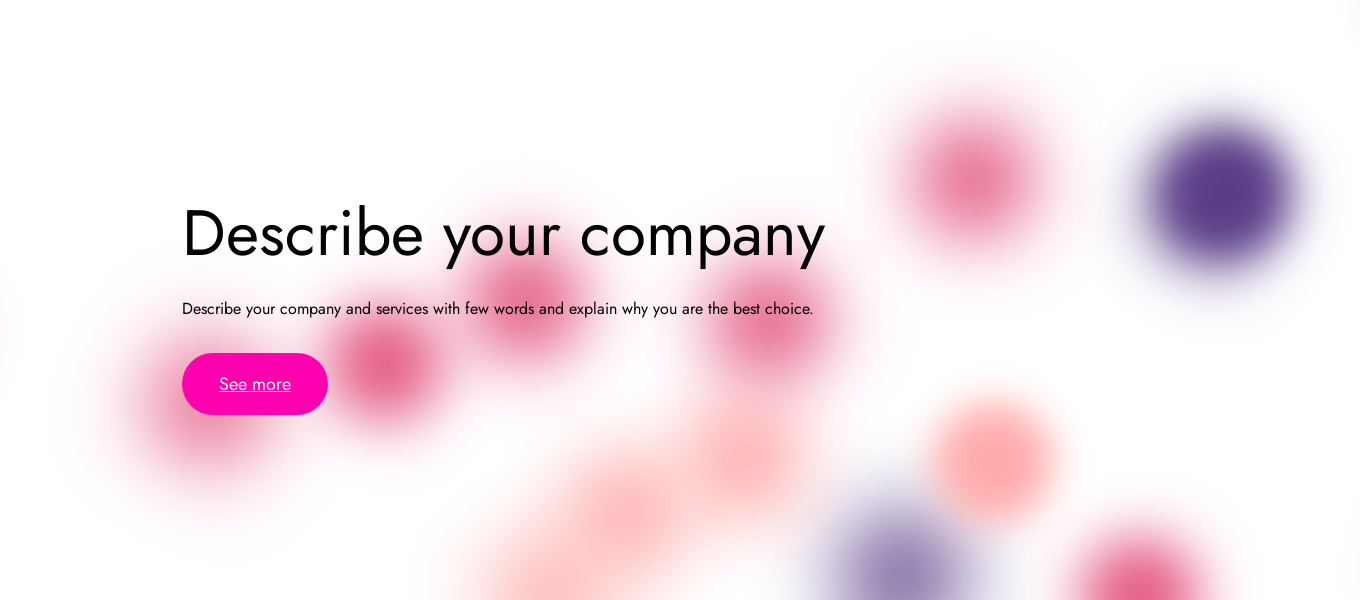 Describe your company
Describe your company and services with few words and explain why you are the best choice.
See more